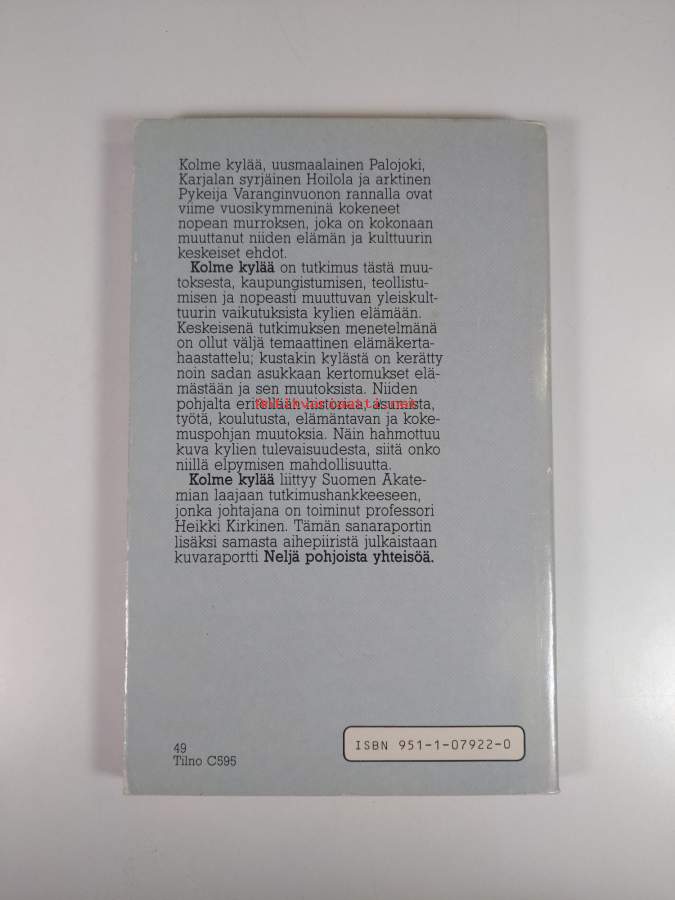 Kolme kylää, uusmaalainen Palojoki,
Karjalan syrjäinen Hoilola ja arktinen
Pykeija Varanginvuonon rannalla ovat
viime vuosikymmeninä kokeneet
nopean murroksen, joka on kokonaan
muuttanut niiden elämän ja kulttuurin
keskeiset ehdot.
Kolme kylää on tutkimus tästä muu-
toksesta, kaupungistumisen, teollistu-
misen ja nopeasti muuttuvan yleiskult-
tuurin vaikutuksista kylien elämään.
Keskeisenä tutkimuksen menetelmänä
on ollut väljä temaattinen elämäkerta-
haastattelu; kustakin kylästä on kerätty
noin sadan asukkaan kertomukset elä-
mästään ja sen muutoksista. Niiden
pohjalta eritellään historiaa, asumista,
työtä, koulutusta, elämäntavan ja koke-
muspohjan muutoksia. Näin hahmottuu
kuva kylien tulevaisuudesta, siitä onko
niillä elpymisen mahdollisuutta.
Kolme kylää liittyy Suomen Akate-
mian laajaan tutkimushankkeeseen,
jonka johtajana on toiminut professori
Heikki Kirkinen. Tämän sanaraportin
lisäksi samasta aihepiiristä julkaistaan
kuvaraportti Neljä pohjoista yhteisöä.
49
Tilno C595
ISBN 951-1-07922-0